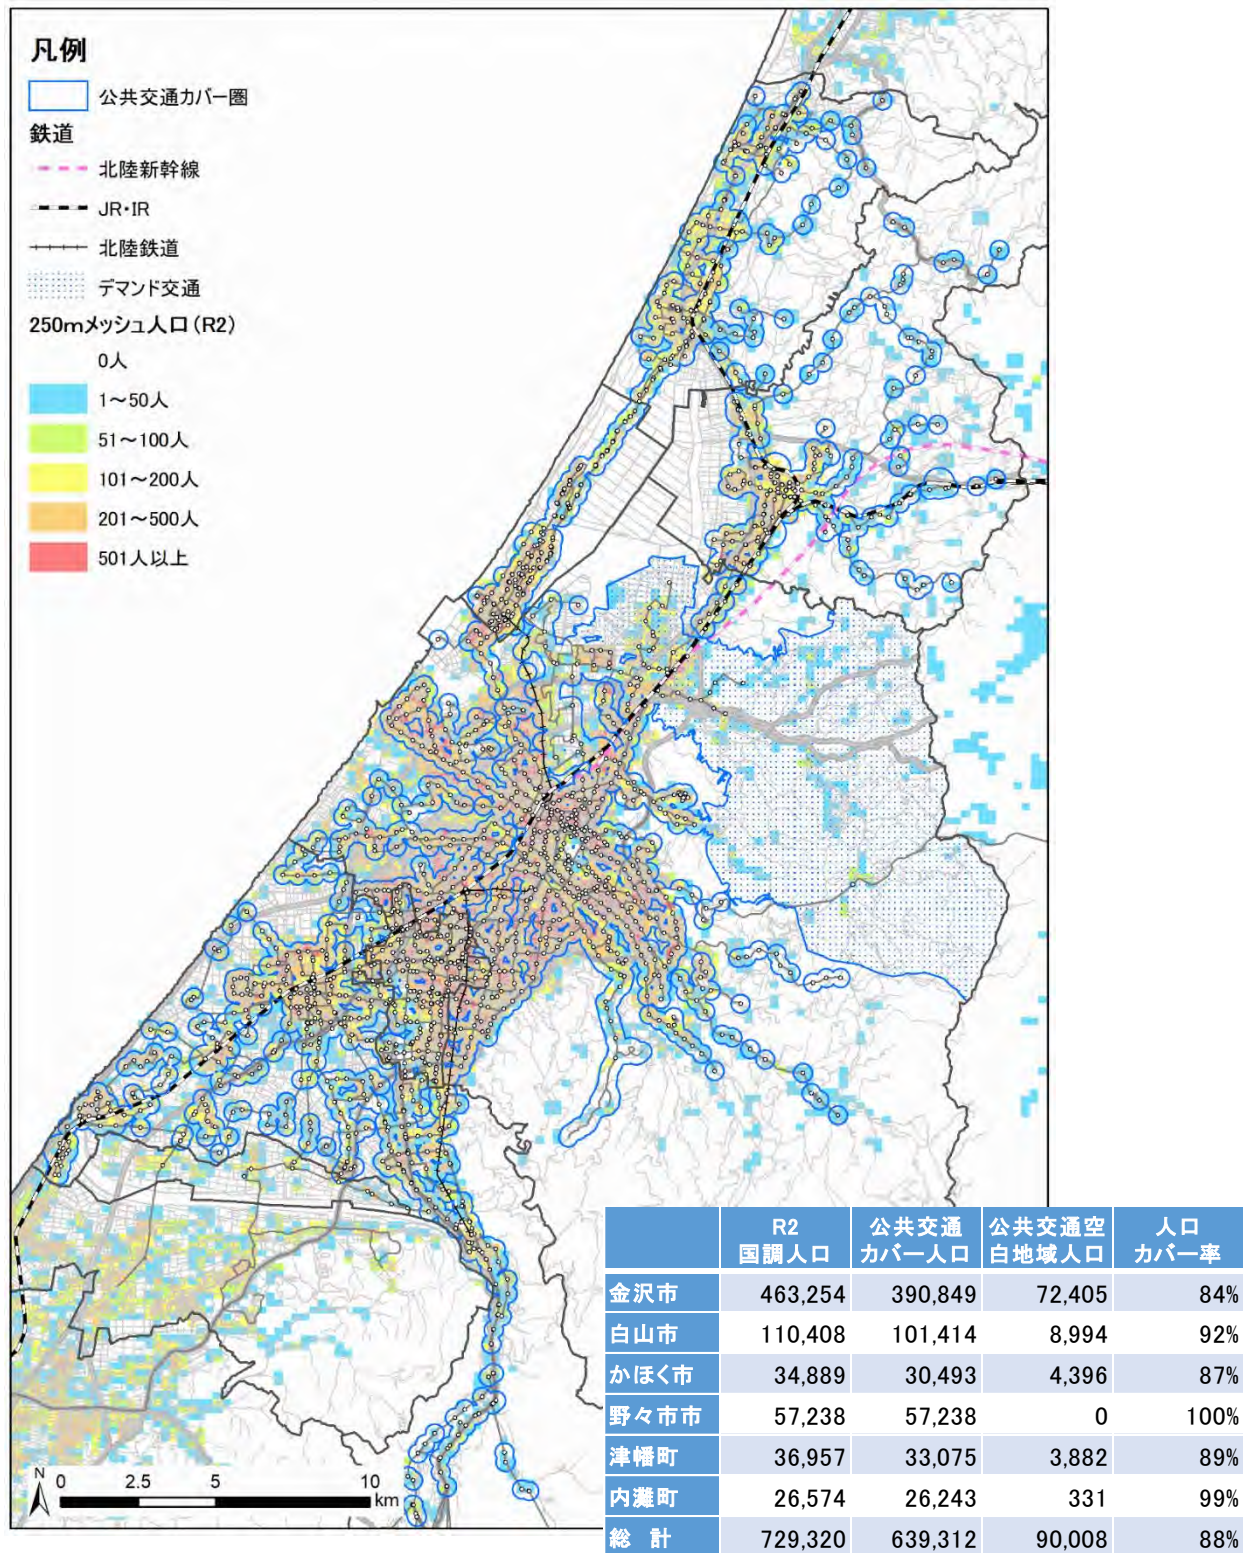 凡例
公共交通カバー圏
鉄道
北陸新幹線
JR・IR
北陸鉄道
デマンド交通
250mメッシュ人口（R2）
0人
1～50人
51～100人
101～200人
201～500人
501人以上
N 0 2.5 5 10 km
R2 国調人口 公共交通カバー人口 公共交通空白地域人口 人口カバー率
金沢市 463,254 390,849 72,405 84%
白山市 110,408 101,414 8,994 92%
かほく市 34,889 30,493 4,396 87%
野々市市 57,238 57,238 0 100%
津幡町 36,957 33,075 3,882 89%
内灘町 26,574 26,243 331 99%
総 計 729,320 639,312 90,008 88%